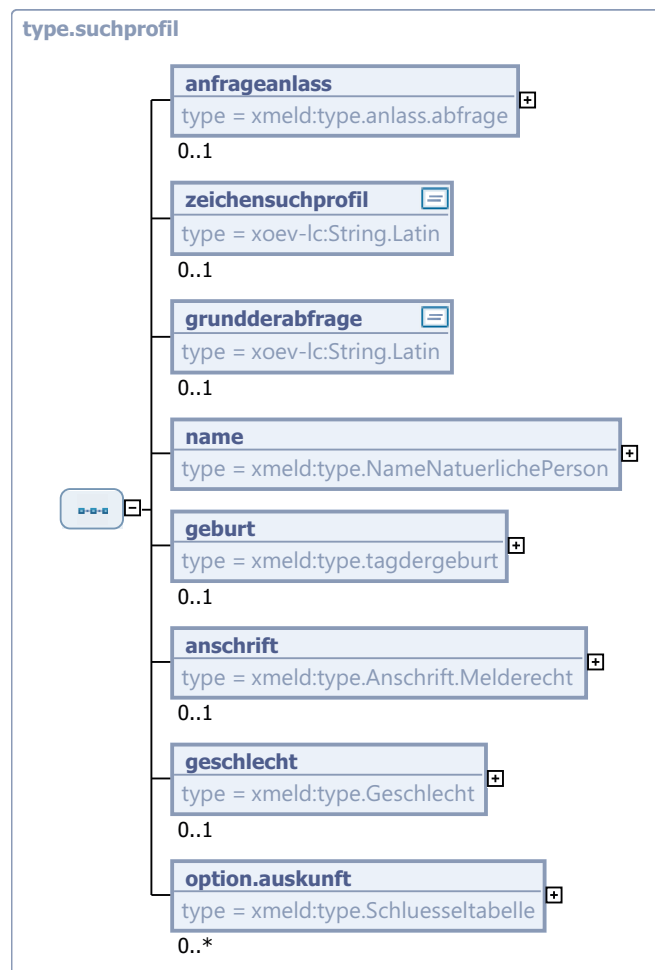 type.suchprofil
anfrageanlass
type = xmeld:type.anlass.abfrage
0..1
zeichensuchprofil
type = xoev-lc:String.Latin
0..1
grundderabfrage
type = xoev-lc:String.Latin
0..1
name
type = xmeld:type.NameNatuerlichePerson
geburt
type = xmeld:type.tagdergeburt
0..1
anschrift
type = xmeld:type.Anschrift.Melderecht
0..1
geschlecht
type = xmeld:type.Geschlecht
0..1
option.auskunft
type = xmeld:type.Schluesseltabelle
0..*